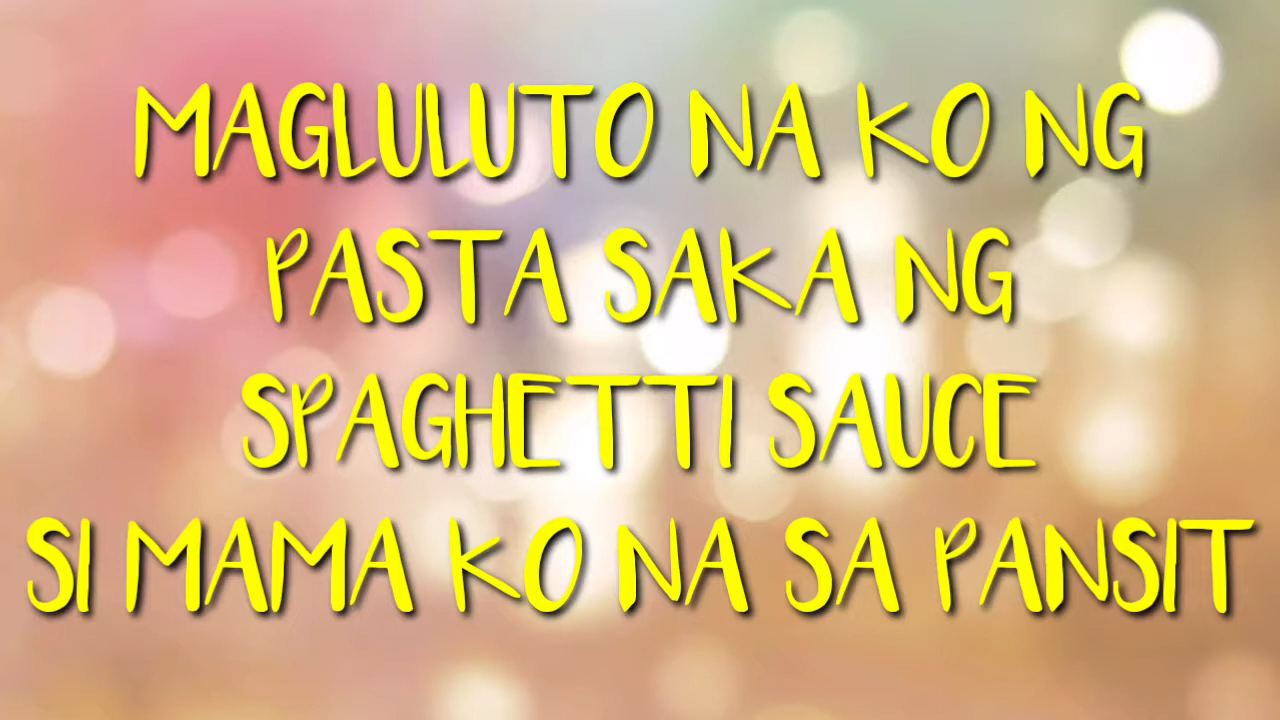 MAGLULUTO NA KO NG
PASTA SAKA NG
SPAGHETTI SAUCE
SI MAMA KO NA SA PANSIT